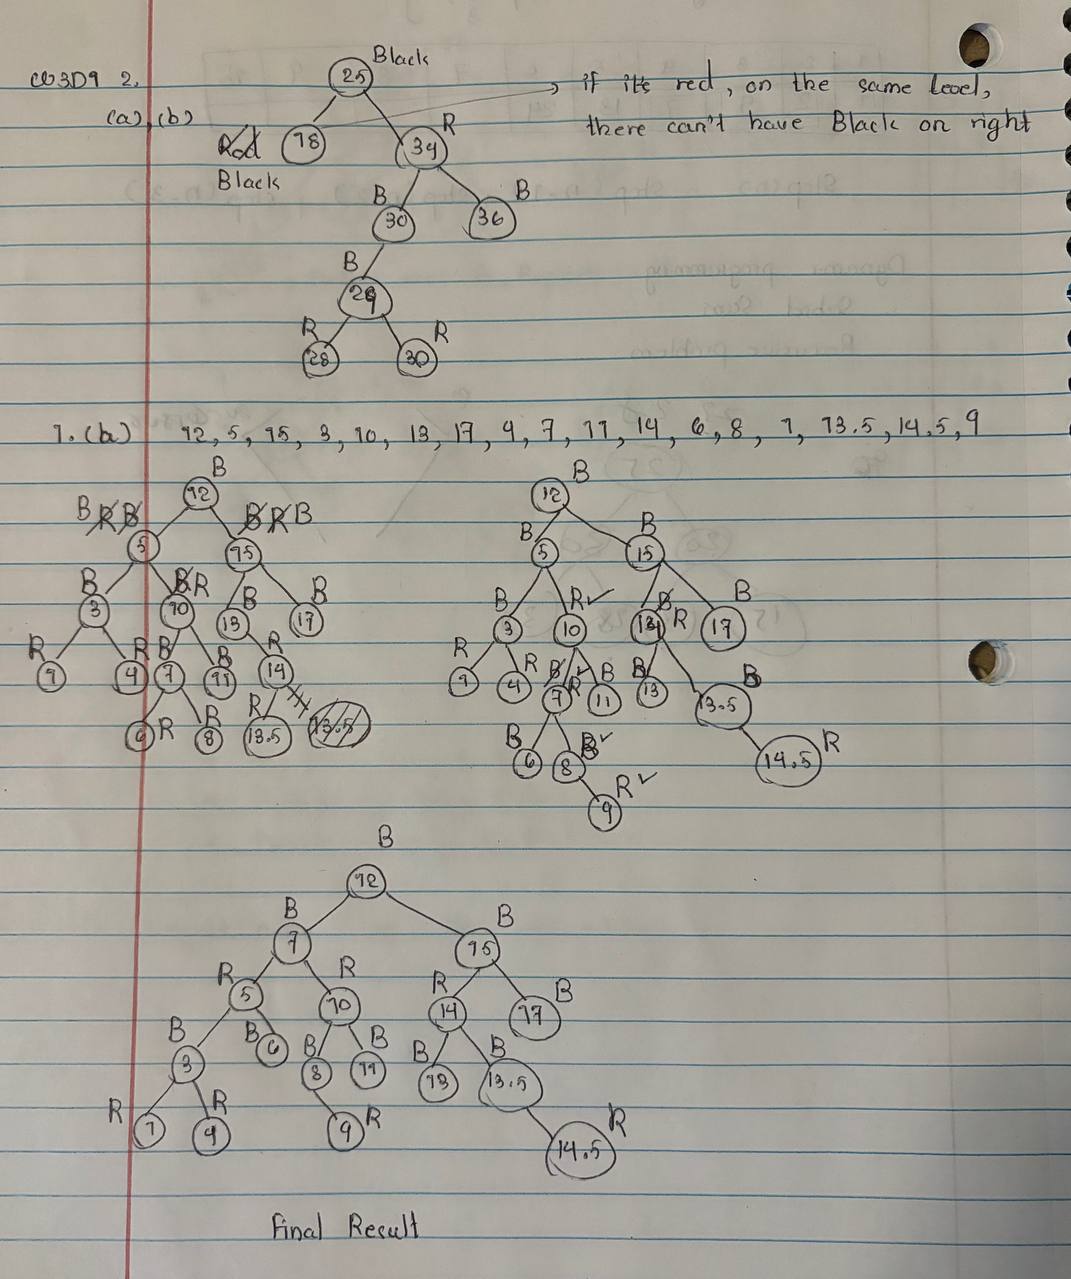 Black
2.
25
if it's red, on the same level,
(a), (b)
there can't have Black on right
Red
18
R
34
Black
B
B
30
36
B
29
R
R
28
30
1. (b) 12, 5, 15, 3, 10, 13, 17, 4, 7, 11, 14, 6, 8, 1, 13.5, 14.5, 9
B
B
12
12
B R B
B R B
B
B
5
15
5
15
B
B R
B
B
B
R ✓
B R
B
3
10
13
17
3
10
17
R
R
B
B
R
R
R
B R ✓
B
B
B
1
4
7
11
14
1
4
7
11
13
13.5
R
R
R
B
B ✓
R
6
8
13.5
13.5
6
8
14.5
R ✓
9
B
12
B
B
7
15
R
R
R
B
5
10
14
17
B
B
B
B
B
B
3
6
8
11
13
13.5
R
R
R
R
1
4
9
14.5
Final Result